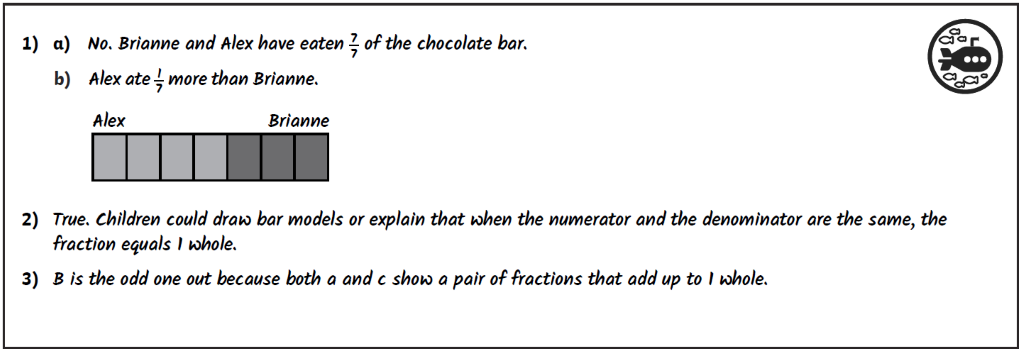 1) a) No. Brianne and Alex have eaten 7/7 of the chocolate bar.
b) Alex ate 1/7 more than Brianne.
Alex Brianne
2) True. Children could draw bar models or explain that when the numerator and the denominator are the same, the
fraction equals 1 whole.
3) B is the odd one out because both a and c show a pair of fractions that add up to 1 whole.